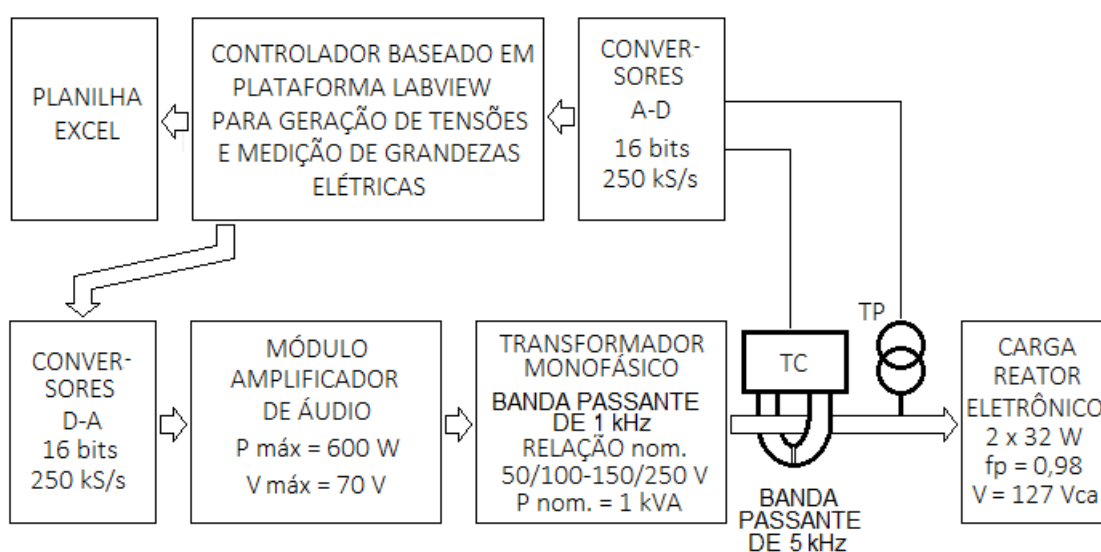 PLANILHA
EXCEL
CONTROLADOR BASEADO EM
PLATAFORMA LABVIEW
PARA GERAÇÃO DE TENSÕES
E MEDIÇÃO DE GRANDEZAS
ELÉTRICAS
CONVER-
SORES
A-D
16 bits
250 kS/s
CONVER-
SORES
D-A
16 bits
250 kS/s
MÓDULO
AMPLIFICADOR
DE ÁUDIO
P máx = 600 W
V máx = 70 V
TRANSFORMADOR
MONOFÁSICO
BANDA PASSANTE
DE 1 kHz
RELAÇÃO nom.
50/100-150/250 V
P nom. = 1 kVA
TC
BANDA
PASSANTE
DE 5 kHz
TP
CARGA
REATOR
ELETRÔNICO
2 x 32 W
fp = 0,98
V = 127 Vca